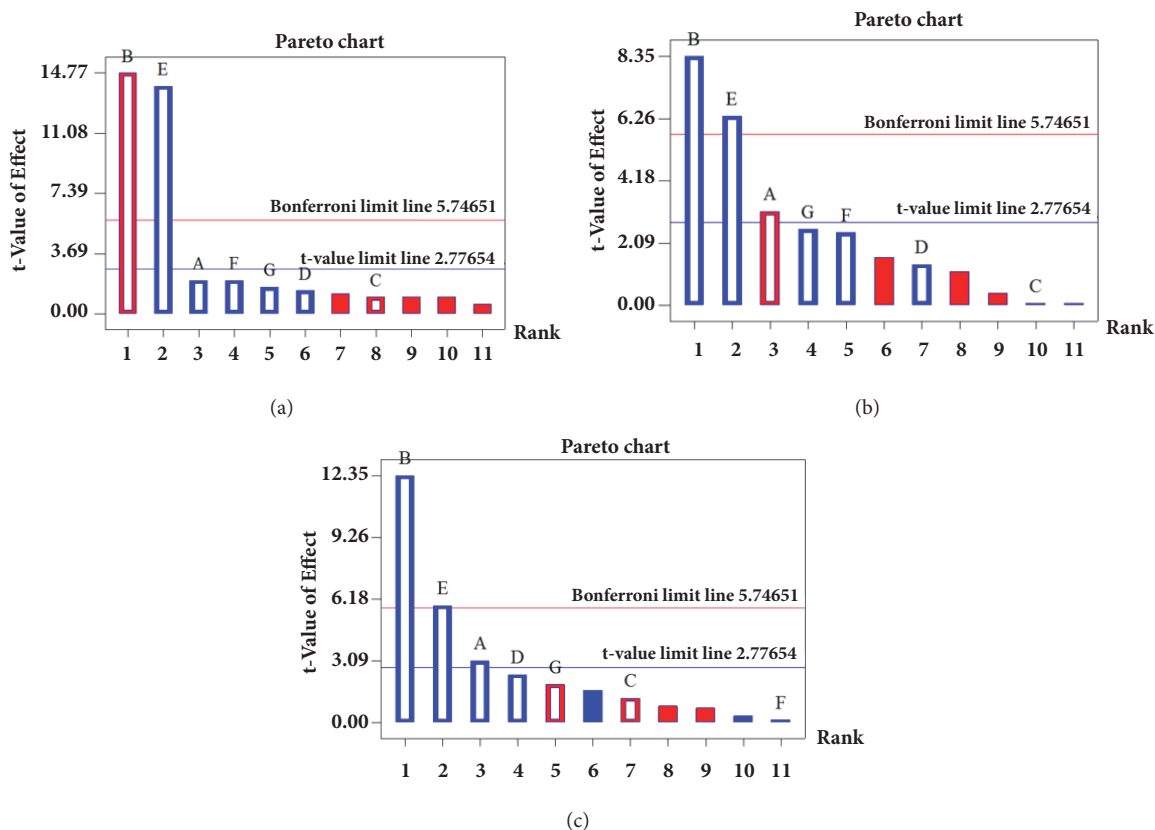 Pareto chart
t-Value of Effect
14.77
11.08
7.39
3.69
0.00
B
E
Bonferroni limit line 5.74651
t-value limit line 2.77654
A
F
G
D
C
Rank
1 2 3 4 5 6 7 8 9 10 11
(a)
Pareto chart
t-Value of Effect
8.35
6.26
4.18
2.09
0.00
B
E
Bonferroni limit line 5.74651
t-value limit line 2.77654
A
G
F
D
C
Rank
1 2 3 4 5 6 7 8 9 10 11
(b)
Pareto chart
t-Value of Effect
12.35
9.26
6.18
3.09
0.00
B
E
Bonferroni limit line 5.74651
t-value limit line 2.77654
A
D
G
C
F
Rank
1 2 3 4 5 6 7 8 9 10 11
(c)